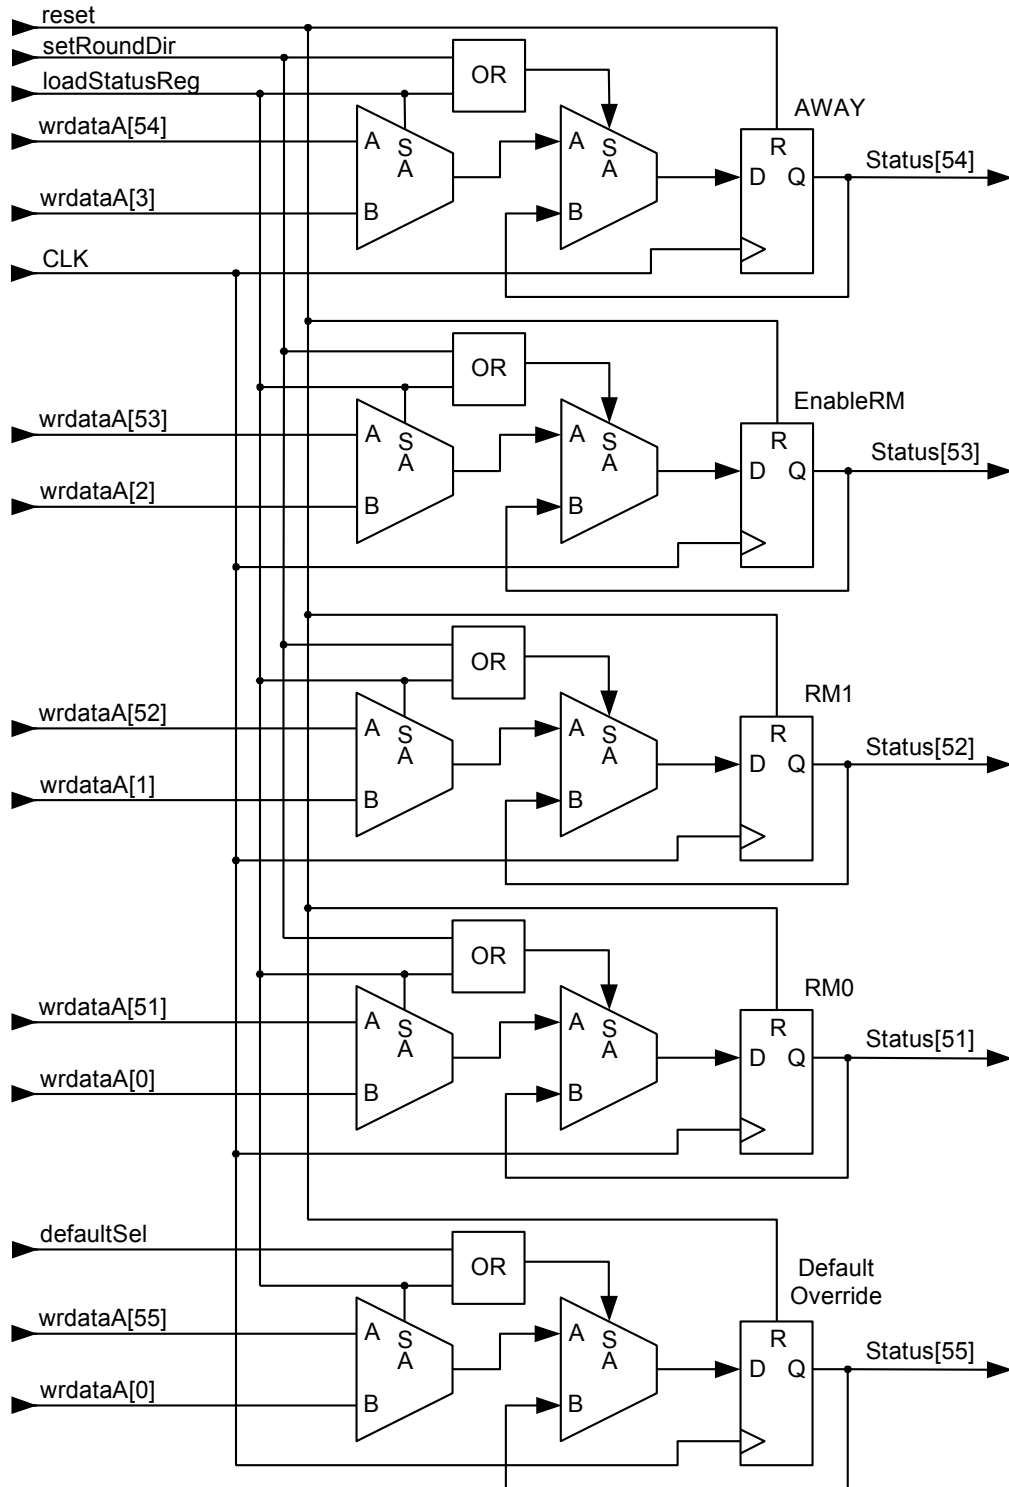 reset
setRoundDir
loadStatusReg
OR
AWAY
wrdataA[54]
A S A
A S A
R
D Q
Status[54]
wrdataA[3]
B
B
CLK
OR
EnableRM
wrdataA[53]
A S A
A S A
R
D Q
Status[53]
wrdataA[2]
B
B
OR
RM1
wrdataA[52]
A S A
A S A
R
D Q
Status[52]
wrdataA[1]
B
B
OR
RM0
wrdataA[51]
A S A
A S A
R
D Q
Status[51]
wrdataA[0]
B
B
defaultSel
OR
Default
Override
wrdataA[55]
A S A
A S A
R
D Q
Status[55]
wrdataA[0]
B
B